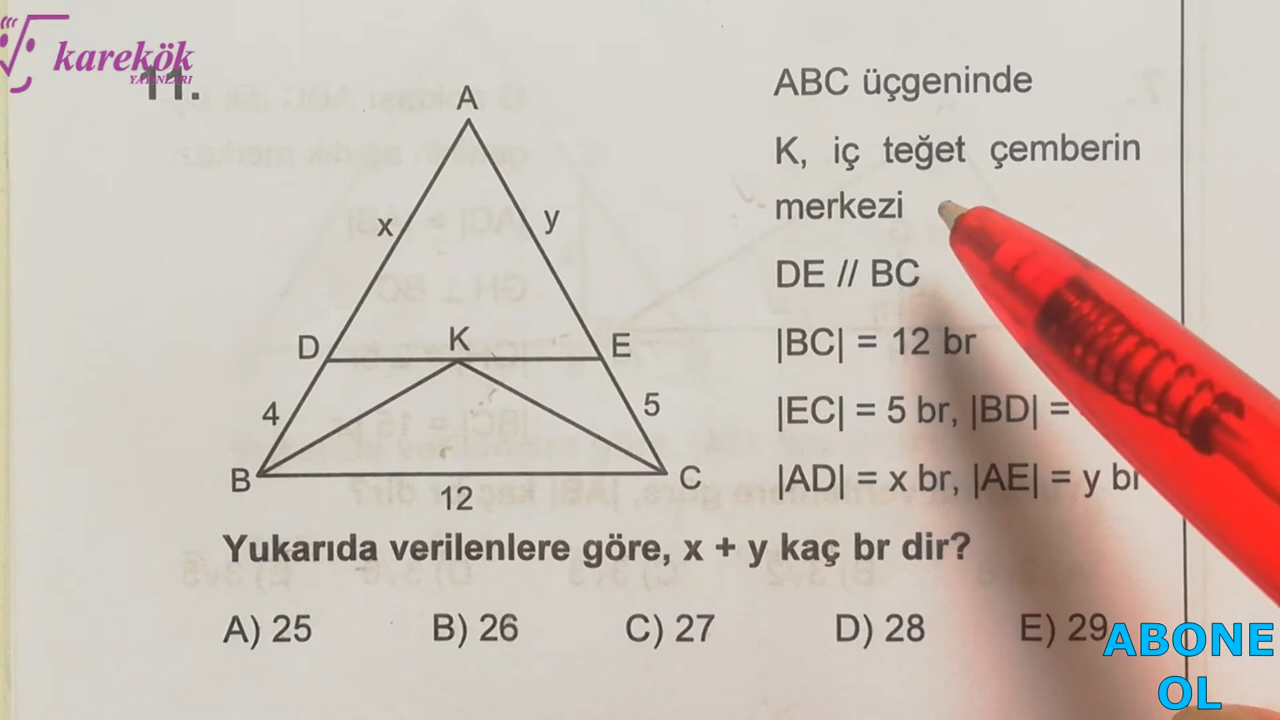 karekök
YAYINLARI
11.
ABC üçgeninde
K, iç teğet çemberin
merkezi
DE // BC
|BC| = 12 br
|EC| = 5 br, |BD| =
|AD| = x br, |AE| = y br
A
x
y
D
K
E
4
5
B
C
12
Yukarıda verilenlere göre, x + y kaç br dir?
A) 25 B) 26 C) 27 D) 28 E) 29
ABONE
OL